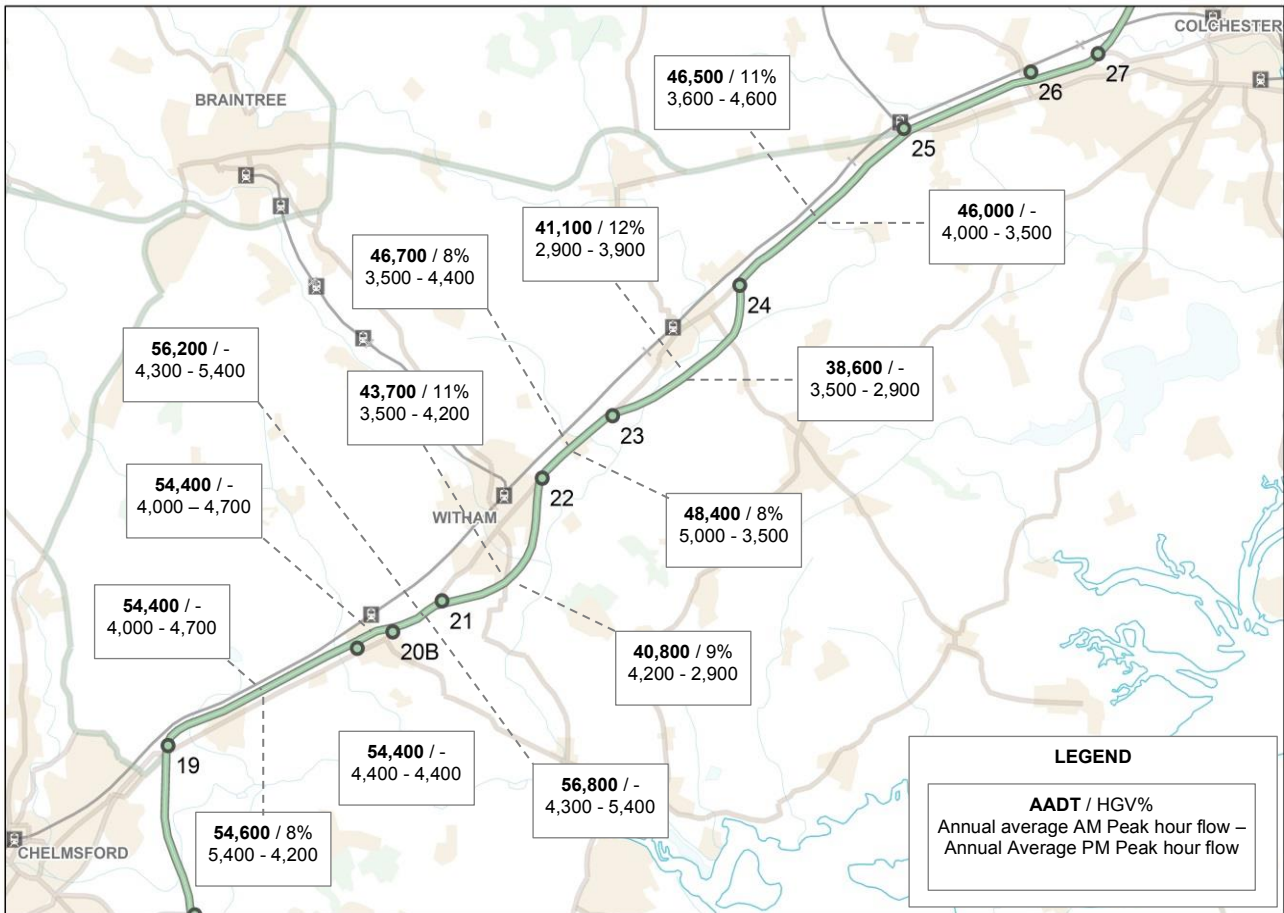 COLCHESTER
27
26
46,500 / 11%
3,600 - 4,600
BRAINTREE
25
46,000 / -
4,000 - 3,500
41,100 / 12%
2,900 - 3,900
46,700 / 8%
3,500 - 4,400
24
56,200 / -
4,300 - 5,400
43,700 / 11%
3,500 - 4,200
38,600 / -
3,500 - 2,900
23
54,400 / -
4,000 – 4,700
22
WITHAM
48,400 / 8%
5,000 - 3,500
54,400 / -
4,000 - 4,700
21
20B
40,800 / 9%
4,200 - 2,900
19
54,400 / -
4,400 - 4,400
56,800 / -
4,300 - 5,400
54,600 / 8%
5,400 - 4,200
CHELMSFORD
LEGEND
AADT / HGV%
Annual average AM Peak hour flow –
Annual Average PM Peak hour flow